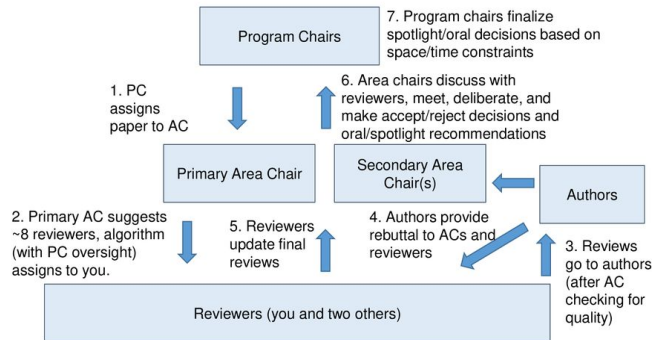 Program Chairs
7. Program chairs finalize
spotlight/oral decisions based on
space/time constraints
1. PC
assigns
paper to AC
6. Area chairs discuss with
reviewers, meet, deliberate, and
make accept/reject decisions and
oral/spotlight recommendations
Primary Area Chair
Secondary Area
Chair(s)
Authors
2. Primary AC suggests
~8 reviewers, algorithm
(with PC oversight)
assigns to you.
5. Reviewers
update final
reviews
4. Authors provide
rebuttal to ACs and
reviewers
3. Reviews
go to authors
(after AC
checking for
quality)
Reviewers (you and two others)